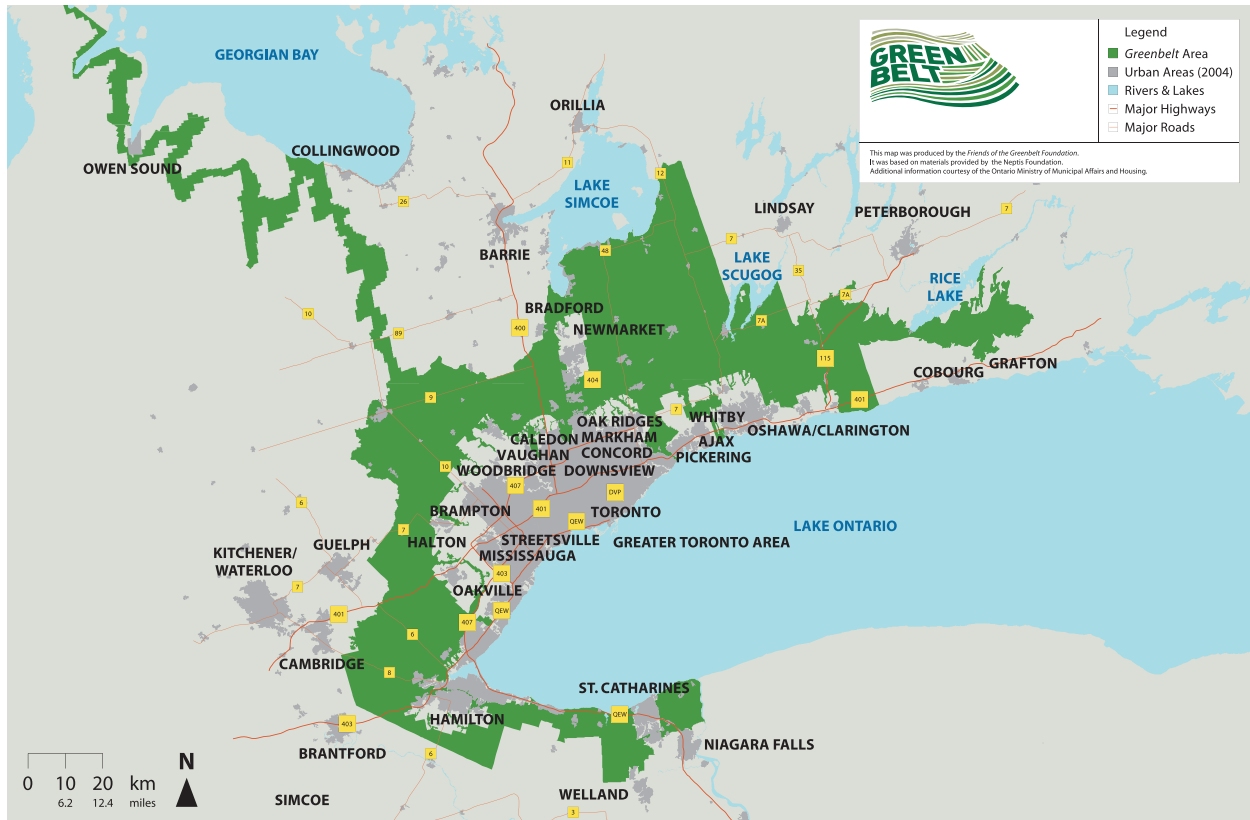 GEORGIAN BAY
GREEN
BELT
Legend
Greenbelt Area
Urban Areas (2004)
Rivers & Lakes
Major Highways
Major Roads
This map was produced by the Friends of the Greenbelt Foundation.
It was based on materials provided by the Neptis Foundation.
Additional information courtesy of the Ontario Ministry of Municipal Affairs and Housing.
ORILLIA
COLLINGWOOD
OWEN SOUND
11
12
LAKE
SIMCOE
26
LINDSAY
PETERBOROUGH
7
BARRIE
48
7
LAKE
SCUGOG
35
RICE
LAKE
7A
10
BRADFORD
89
400
NEWMARKET
7A
115
COBOURG
GRAFTON
404
9
401
7
OAK RIDGES
WHITBY
CALEDON
MARKHAM
OSHAWA/CLARINGTON
AJAX
VAUGHAN
CONCORD
PICKERING
10
WOODBRIDGE
DOWNSVIEW
407
DVP
6
BRAMPTON
401
TORONTO
QEW
LAKE ONTARIO
7
HALTON
STREETSVILLE
GREATER TORONTO AREA
GUELPH
MISSISSAUGA
KITCHENER/
WATERLOO
403
7
OAKVILLE
401
QEW
407
6
CAMBRIDGE
8
ST. CATHARINES
HAMILTON
QEW
403
BRANTFORD
6
NIAGARA FALLS
N
0 10 20 km
6.2 12.4 miles
SIMCOE
WELLAND
3